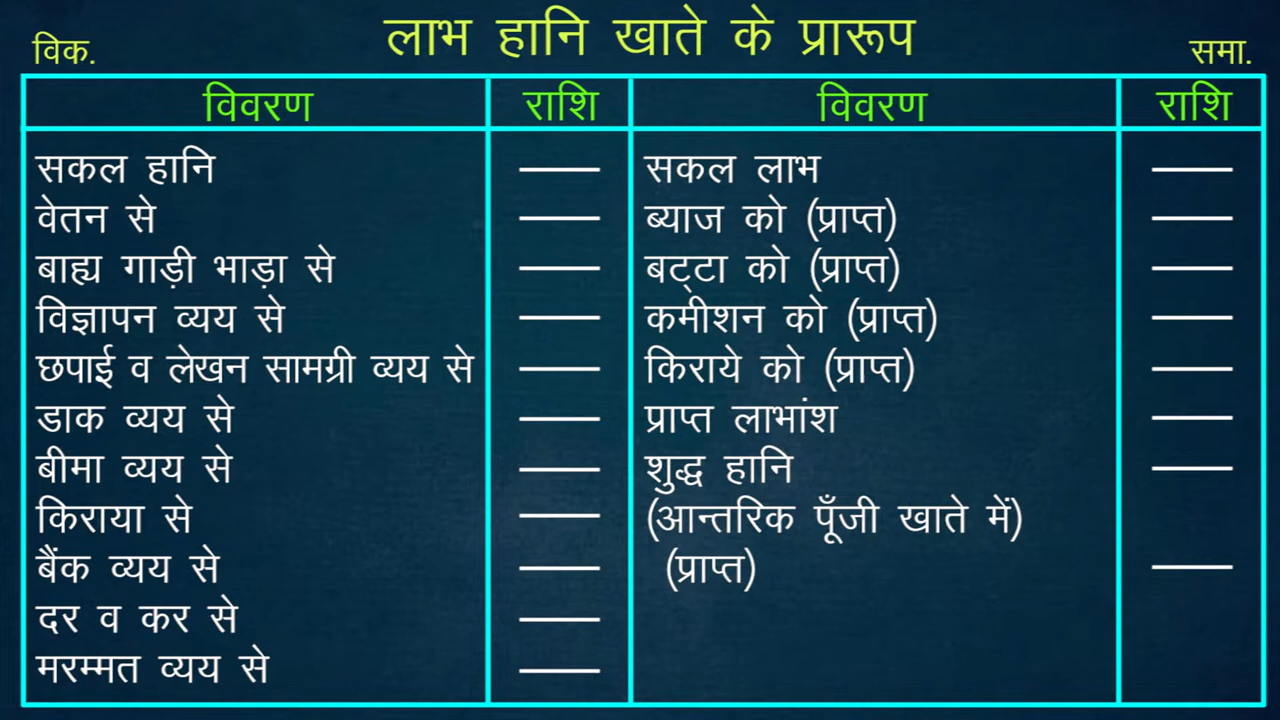 लाभ हानि खाते के प्रारूप
विक. समा.
विवरण राशि विवरण राशि
सकल हानि सकल लाभ
वेतन से ब्याज को (प्राप्त)
बाह्य गाड़ी भाड़ा से बट्टा को (प्राप्त)
विज्ञापन व्यय से कमीशन को (प्राप्त)
छपाई व लेखन सामग्री व्यय से किराये को (प्राप्त)
डाक व्यय से प्राप्त लाभांश
बीमा व्यय से शुद्ध हानि
किराया से (आन्तरिक पूँजी खाते में)
बैंक व्यय से (प्राप्त)
दर व कर से
मरम्मत व्यय से